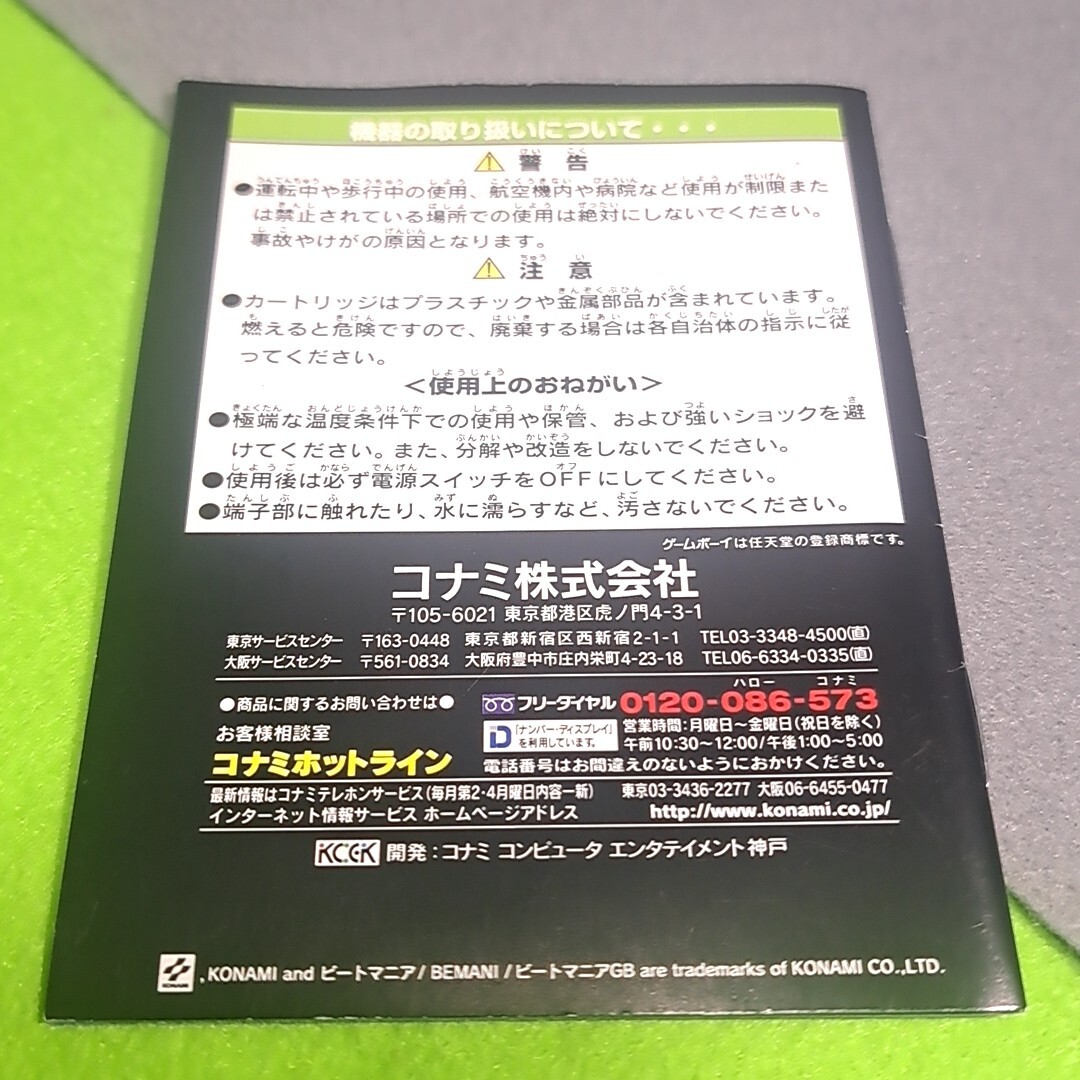 機器の取り扱いについて・・・
⚠ 警告
●運転中や歩行中の使用、航空機内や病院など使用が制限また
は禁止されている場所での使用は絶対にしないでください。
事故やけがの原因となります。
⚠ 注意
●カートリッジはプラスチックや金属部品が含まれています。
燃えると危険ですので、廃棄する場合は各自治体の指示に従
ってください。
＜使用上のおねがい＞
●極端な温度条件下での使用や保管、および強いショックを避
けてください。また、分解や改造をしないでください。
●使用後は必ず電源スイッチをOFFにしてください。
●端子部に触れたり、水に濡らすなど、汚さないでください。
ゲームボーイは任天堂の登録商標です。
コナミ株式会社
〒105-6021 東京都港区虎ノ門4-3-1
東京サービスセンター 〒163-0448 東京都新宿区西新宿2-1-1 TEL03-3348-4500(直)
大阪サービスセンター 〒561-0834 大阪府豊中市庄内栄町4-23-18 TEL06-6334-0335(直)
ハロー コナミ
●商品に関するお問い合わせは● フリーダイヤル 0120-086-573
お客様相談室
コナミホットライン
D 「ナンバー・ディスプレイ」
を利用しています。
営業時間：月曜日〜金曜日(祝日を除く)
午前10:30〜12:00/午後1:00〜5:00
電話番号はお間違えのないようにおかけください。
最新情報はコナミテレホンサービス(毎月第2・4月曜日内容一新) 東京03-3436-2277 大阪06-6455-0477
インターネット情報サービス ホームページアドレス http://www.konami.co.jp/
KCEK 開発：コナミ コンピュータ エンタテイメント神戸
KONAMI , KONAMI and ビートマニア/ BEMANI /ビートマニアGB are trademarks of KONAMI CO.,LTD.